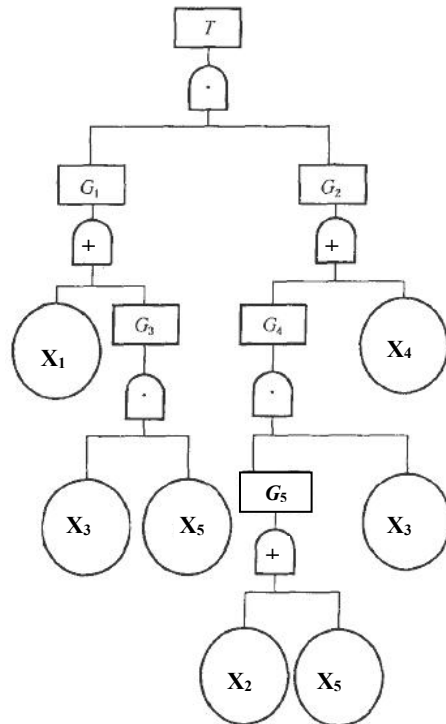 T
·
G₁
G₂
+
+
X₁
G₃
G₄
X₄
·
·
X₃
X₅
G₅
X₃
+
X₂
X₅